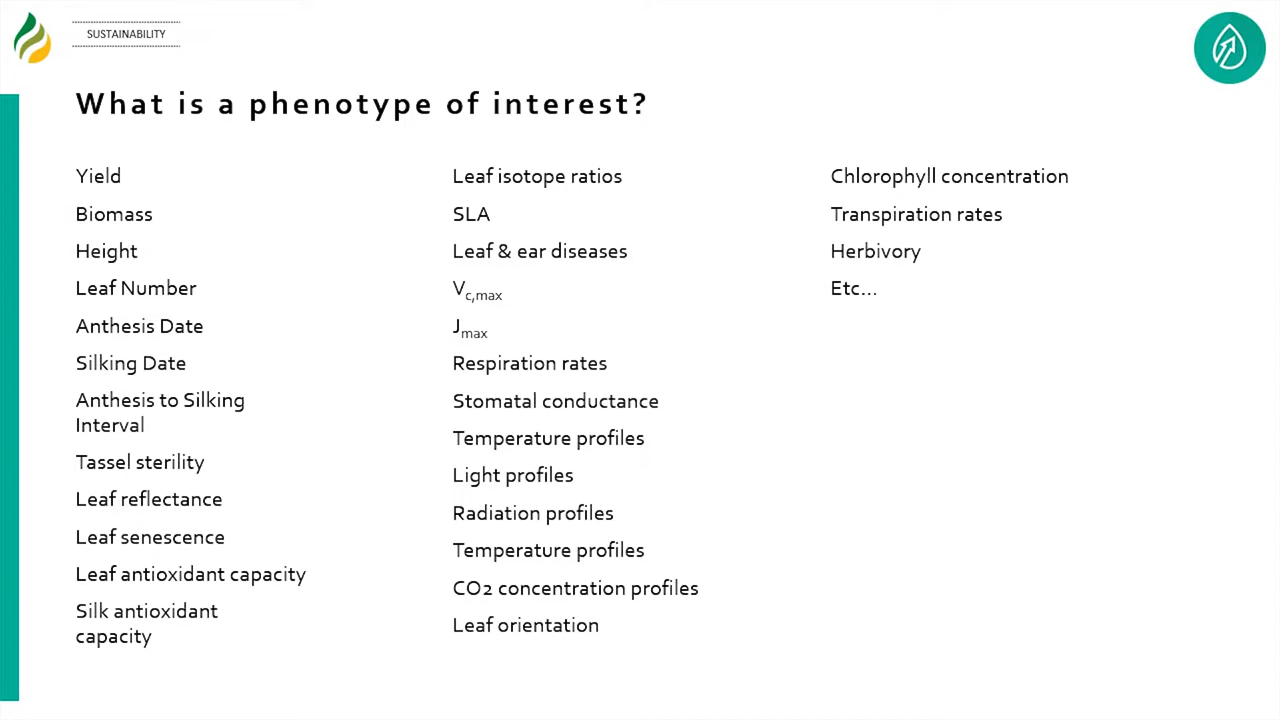 SUSTAINABILITY
What is a phenotype of interest?
Yield
Biomass
Height
Leaf Number
Anthesis Date
Silking Date
Anthesis to Silking
Interval
Tassel sterility
Leaf reflectance
Leaf senescence
Leaf antioxidant capacity
Silk antioxidant
capacity
Leaf isotope ratios
SLA
Leaf & ear diseases
Vc,max
Jmax
Respiration rates
Stomatal conductance
Temperature profiles
Light profiles
Radiation profiles
Temperature profiles
CO2 concentration profiles
Leaf orientation
Chlorophyll concentration
Transpiration rates
Herbivory
Etc...